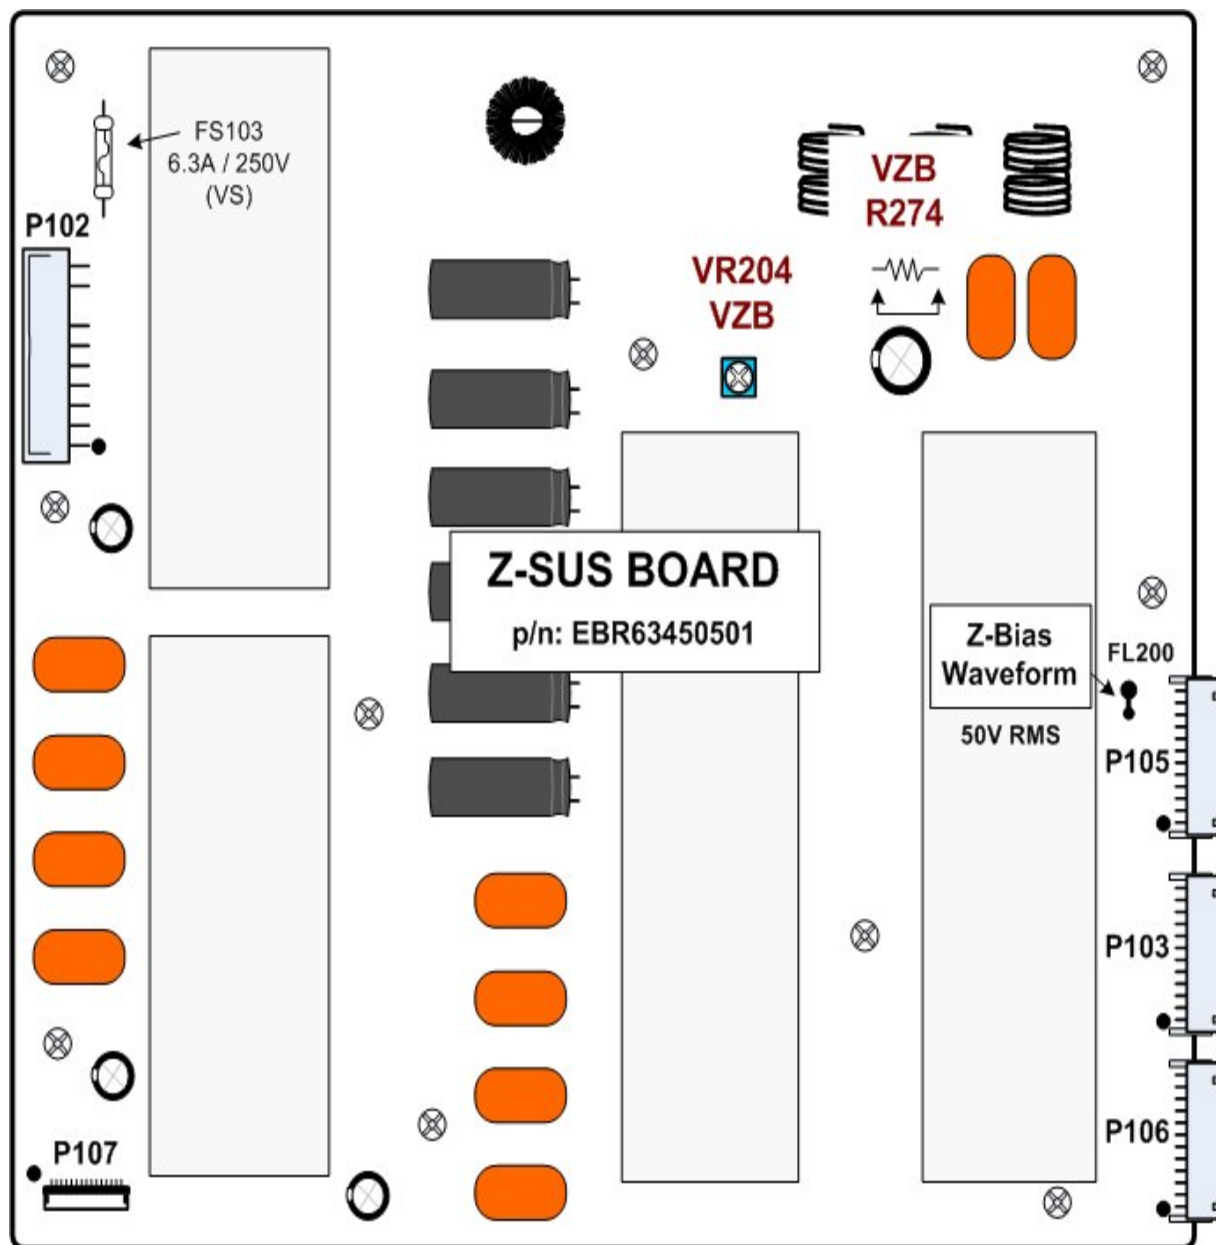 FS103
6.3A / 250V
(VS)
P102
VZB
R274
VR204
VZB
Z-SUS BOARD
p/n: EBR63450501
Z-Bias
Waveform
FL200
50V RMS
P105
P103
P106
P107